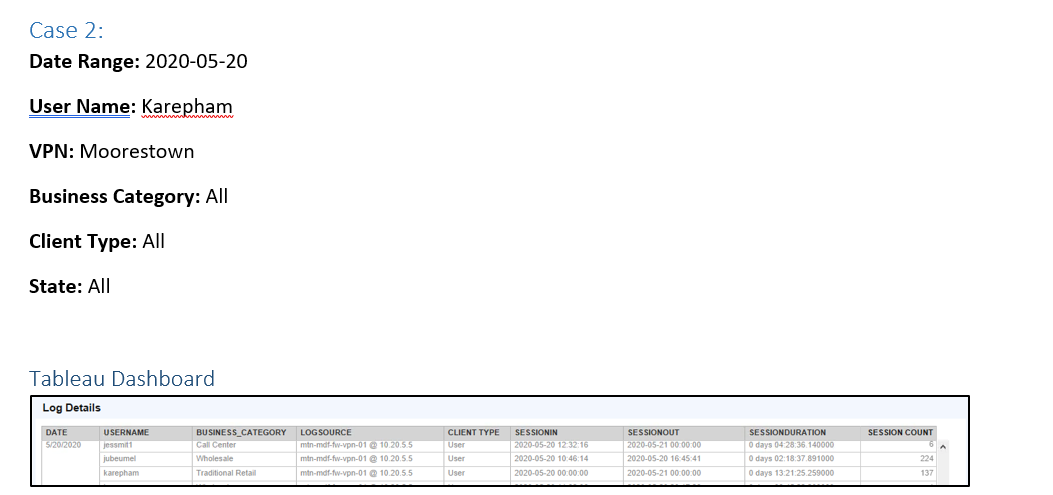 Case 2:
Date Range: 2020-05-20
User Name: Karepham
VPN: Moorestown
Business Category: All
Client Type: All
State: All
Tableau Dashboard
Log Details
DATE USERNAME BUSINESS_CATEGORY LOGSOURCE CLIENT TYPE SESSIONIN SESSIONOUT SESSIONDURATION SESSION COUNT
5/20/2020 jessmit1 Call Center mtn-mdf-fw-vpn-01 @ 10.20.5.5 User 2020-05-20 12:32:16 2020-05-21 00:00:00 0 days 04:28:36.140000 6
jubeumel Wholesale mtn-mdf-fw-vpn-01 @ 10.20.5.5 User 2020-05-20 10:46:14 2020-05-20 16:45:41 0 days 02:18:37.891000 224
karepham Traditional Retail mtn-mdf-fw-vpn-01 @ 10.20.5.5 User 2020-05-20 00:00:00 2020-05-21 00:00:00 0 days 13:21:25.259000 137